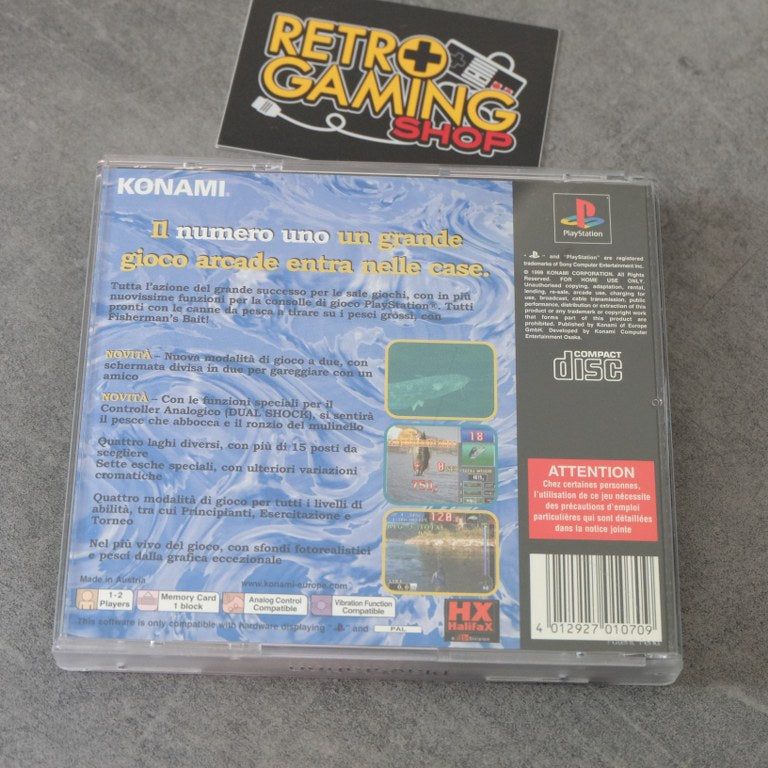 RETRO
GAMING
SHOP
KONAMI
Il numero uno un grande
gioco arcade entra nelle case.
Tutta l'azione del grande successo per le sale giochi, con in più
nuovissime funzioni per la consolle di gioco PlayStation®. Tutti
pronti con le canne da pesca a tirare su i pesci grossi, con
Fisherman's Bait!
NOVITÀ – Nuova modalità di gioco a due, con
schermata divisa in due per gareggiare con un
amico
NOVITÀ – Con le funzioni speciali per il
Controller Analogico (DUAL SHOCK), si sentirà
il pesce che abbocca e il ronzio del mulinello
Quattro laghi diversi, con più di 15 posti da
scegliere
Sette esche speciali, con ulteriori variazioni
cromatiche
Quattro modalità di gioco per tutti i livelli di
abilità, tra cui Principianti, Esercitazione e
Torneo
Nel più vivo del gioco, con sfondi fotorealistici
e pesci dalla grafica eccezionale
18
128
Made in Austria
www.konami-europe.com
1-2
Players
Memory Card
1 block
Analog Control
Compatible
Vibration Function
Compatible
This software is only compatible with hardware displaying " " and PAL
HX
HalifaX
PlayStation
" " and "PlayStation" are registered
trademarks of Sony Computer Entertainment Inc.
© 1999 KONAMI CORPORATION. All Rights
Reserved. FOR HOME USE ONLY.
Unauthorised copying, adaptation, rental,
lending, re-sale, arcade use, charging for
use, broadcast, cable transmission, public
performance, distribution or extraction of this
product or any trademark or copyright work
that forms part of this product are
prohibited. Published by Konami of Europe
GmbH. Developed by Konami Computer
Entertainment Osaka.
COMPACT
disc
ATTENTION
Chez certaines personnes,
l'utilisation de ce jeu nécessite
des précautions d'emploi
particulières qui sont détaillées
dans la notice jointe
4 012927 010709